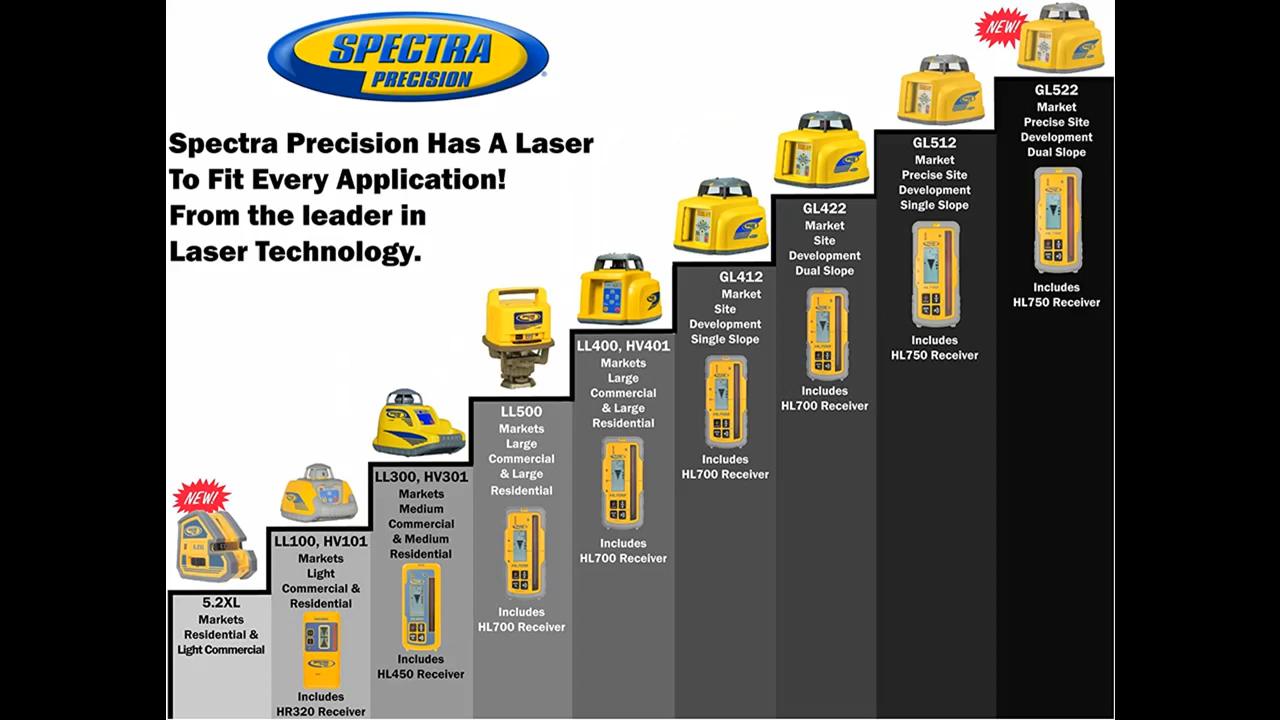 SPECTRA
PRECISION
Spectra Precision Has A Laser
To Fit Every Application!
From the leader in
Laser Technology.
NEW!
5.2XL
Markets
Residential &
Light Commercial
LL100, HV101
Markets
Light
Commercial &
Residential
Includes
HR320 Receiver
LL300, HV301
Markets
Medium
Commercial
& Medium
Residential
Includes
HL450 Receiver
LL500
Markets
Large
Commercial
& Large
Residential
Includes
HL700 Receiver
LL400, HV401
Markets
Large
Commercial
& Large
Residential
Includes
HL700 Receiver
GL412
Market
Site
Development
Single Slope
Includes
HL700 Receiver
GL422
Market
Site
Development
Dual Slope
Includes
HL700 Receiver
GL512
Market
Precise Site
Development
Single Slope
Includes
HL750 Receiver
NEW!
GL522
Market
Precise Site
Development
Dual Slope
Includes
HL750 Receiver